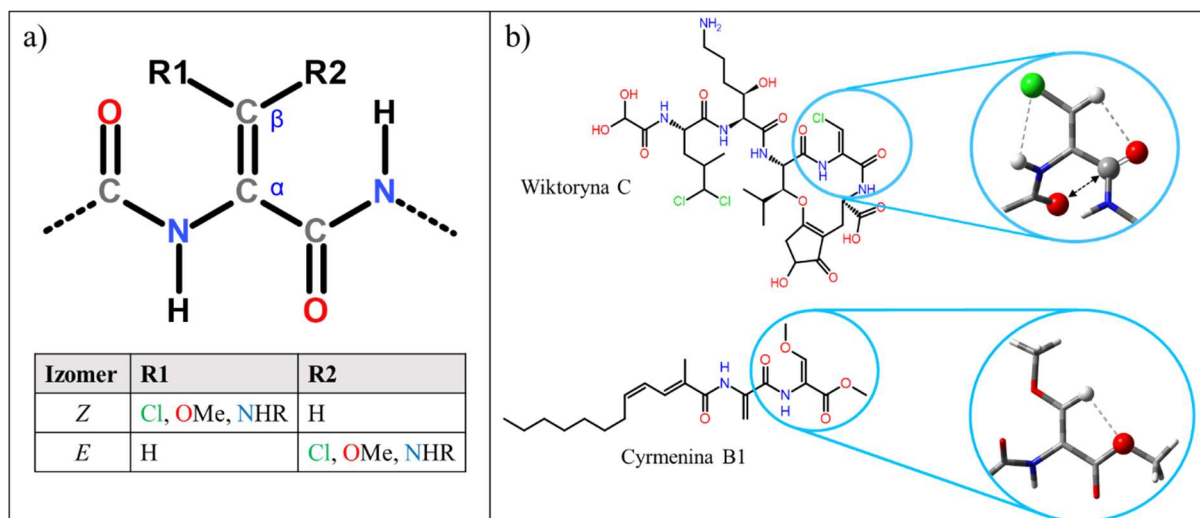 a)
R1 R2
O C β H
C α N
N C
H O
Izomer R1 R2
Z Cl, OMe, NHR H
E H Cl, OMe, NHR
b)
NH₂
OH O Cl
OH H N O O O
HO O N H O N H N H O NH
Wiktoryna C
Cl Cl O HO O
HO O
O
H N O O O
O N H O
Cyrmenina B1